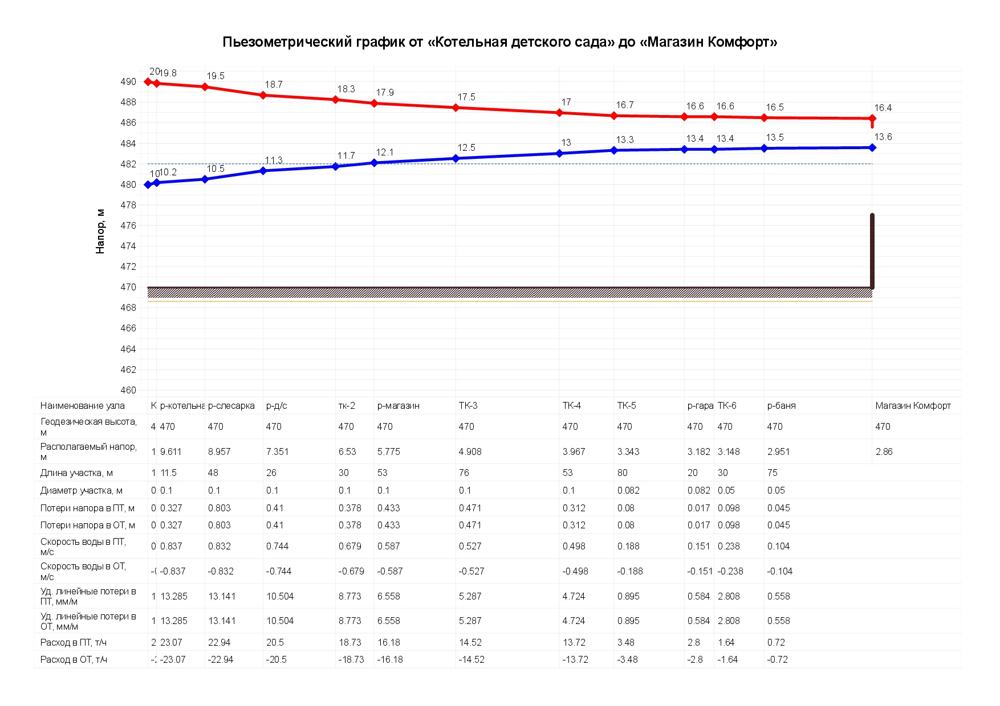 Пьезометрический график от «Котельная детского сада» до «Магазин Комфорт»
Напор, м
490
488
486
484
482
480
478
476
474
472
470
468
466
464
462
460
20 19.8 19.5 18.7 18.3 17.9 17.5 17 16.7 16.6 16.6 16.5 16.4
10 10.2 10.5 11.3 11.7 12.1 12.5 13 13.3 13.4 13.4 13.5 13.6
Наименование узла К р-котельна р-слесарка р-д/с тк-2 р-магазин ТК-3 ТК-4 ТК-5 р-гара ТК-6 р-баня Магазин Комфорт
Геодезическая высота,
м 4 470 470 470 470 470 470 470 470 470 470 470 470
Располагаемый напор,
м 1 9.611 8.957 7.351 6.53 5.775 4.908 3.967 3.343 3.182 3.148 2.951 2.86
Длина участка, м 1 11.5 48 26 30 53 76 53 80 20 30 75
Диаметр участка, м 0 0.1 0.1 0.1 0.1 0.1 0.1 0.1 0.082 0.082 0.05 0.05
Потери напора в ПТ, м 0 0.327 0.803 0.41 0.378 0.433 0.471 0.312 0.08 0.017 0.098 0.045
Потери напора в ОТ, м 0 0.327 0.803 0.41 0.378 0.433 0.471 0.312 0.08 0.017 0.098 0.045
Скорость воды в ПТ,
м/с 0 0.837 0.832 0.744 0.679 0.587 0.527 0.498 0.188 0.151 0.238 0.104
Скорость воды в ОТ,
м/с -0.837 -0.832 -0.744 -0.679 -0.587 -0.527 -0.498 -0.188 -0.151 -0.238 -0.104
Уд. линейные потери в
ПТ, мм/м 1 13.285 13.141 10.504 8.773 6.558 5.287 4.724 0.895 0.584 2.808 0.558
Уд. линейные потери в
ОТ, мм/м 1 13.285 13.141 10.504 8.773 6.558 5.287 4.724 0.895 0.584 2.808 0.558
Расход в ПТ, т/ч 2 23.07 22.94 20.5 18.73 16.18 14.52 13.72 3.48 2.8 1.64 0.72
Расход в ОТ, т/ч -23.07 -22.94 -20.5 -18.73 -16.18 -14.52 -13.72 -3.48 -2.8 -1.64 -0.72